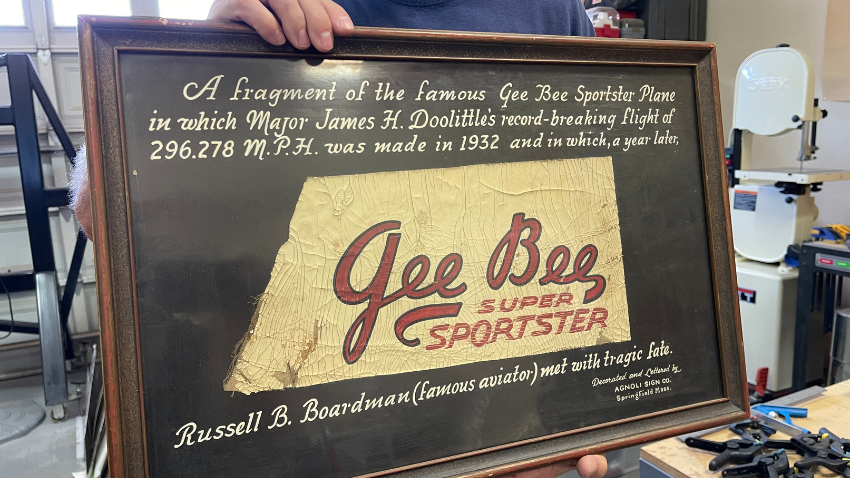 A fragment of the famous Gee Bee Sportster Plane
in which Major James H. Doolittle's record-breaking flight of
296.278 M.P.H. was made in 1932 and in which, a year later,
Gee Bee
SUPER
SPORTSTER
Russell B. Boardman (famous aviator) met with tragic fate.
Decorated and Lettered by
AGNOLI SIGN CO.
Springfield Mass.